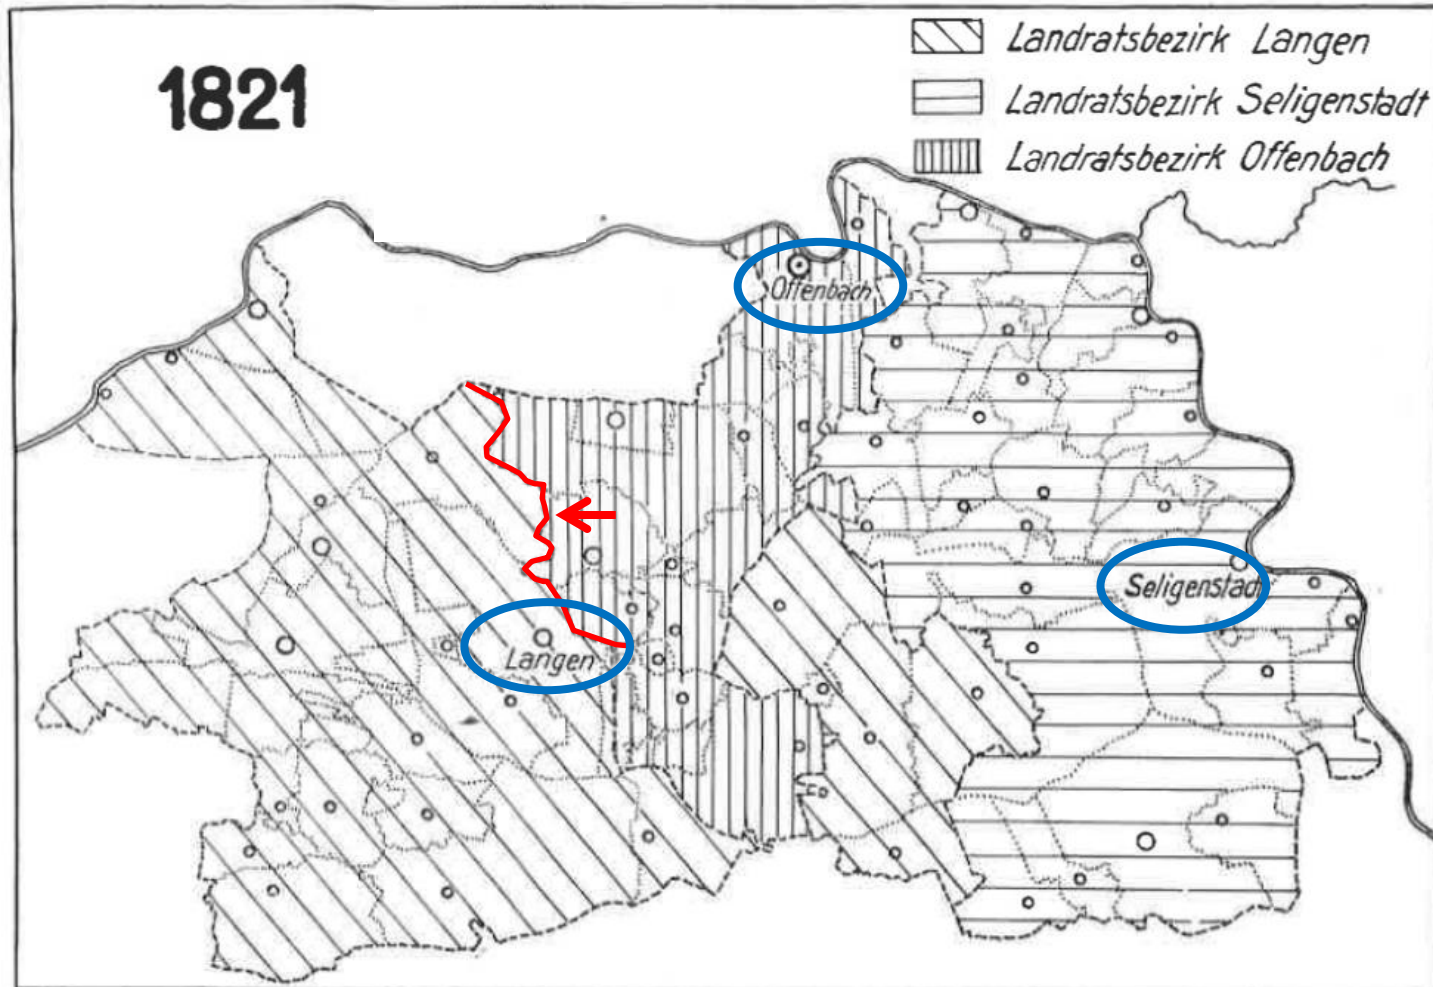 1821
Landratsbezirk Langen
Landratsbezirk Seligenstadt
Landratsbezirk Offenbach
Offenbach
Seligenstadt
Langen